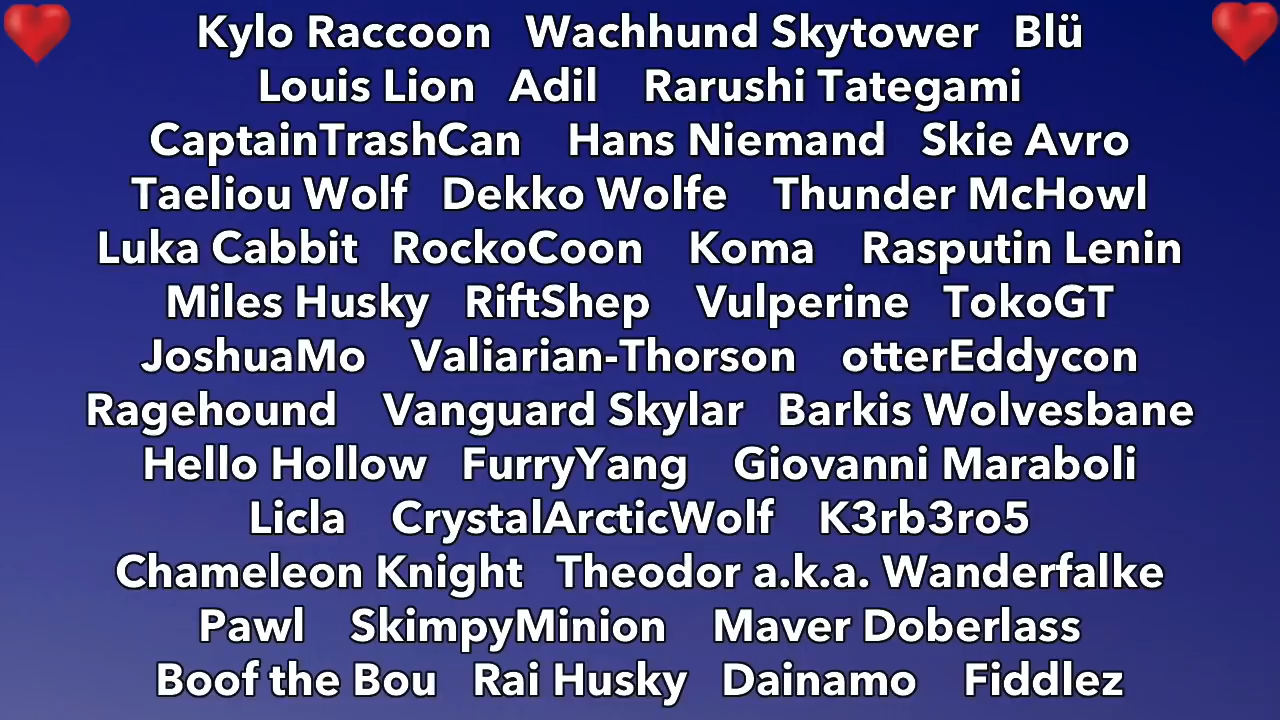 Kylo Raccoon Wachhund Skytower Blü
Louis Lion Adil Rarushi Tategami
CaptainTrashCan Hans Niemand Skie Avro
Taeliou Wolf Dekko Wolfe Thunder McHowl
Luka Cabbit RockoCoon Koma Rasputin Lenin
Miles Husky RiftShep Vulperine TokoGT
JoshuaMo Valiarian-Thorson otterEddycon
Ragehound Vanguard Skylar Barkis Wolvesbane
Hello Hollow FurryYang Giovanni Maraboli
Licla CrystalArcticWolf K3rb3ro5
Chameleon Knight Theodor a.k.a. Wanderfalke
Pawl SkimpyMinion Maver Doberlass
Boof the Bou Rai Husky Dainamo Fiddlez